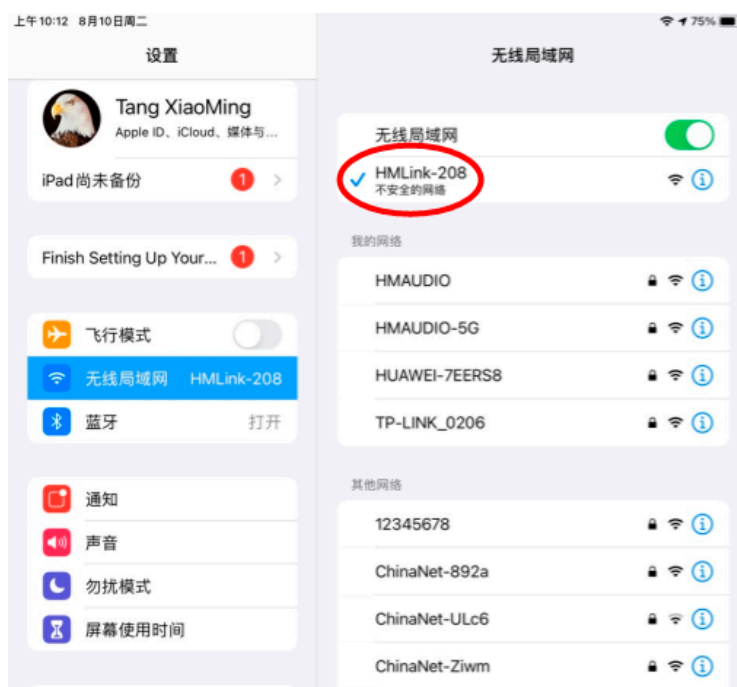 上午10:12 8月10日周二
75%
设置
Tang XiaoMing
Apple ID、iCloud、媒体与...
iPad 尚未备份
1
Finish Setting Up Your...
1
飞行模式
无线局域网 HMLink-208
蓝牙 打开
通知
声音
勿扰模式
屏幕使用时间
无线局域网
无线局域网
HMLink-208
不安全的网络
我的网络
HMAUDIO
HMAUDIO-5G
HUAWEI-7EERS8
TP-LINK_0206
其他网络
12345678
ChinaNet-892a
ChinaNet-ULc6
ChinaNet-Ziwm